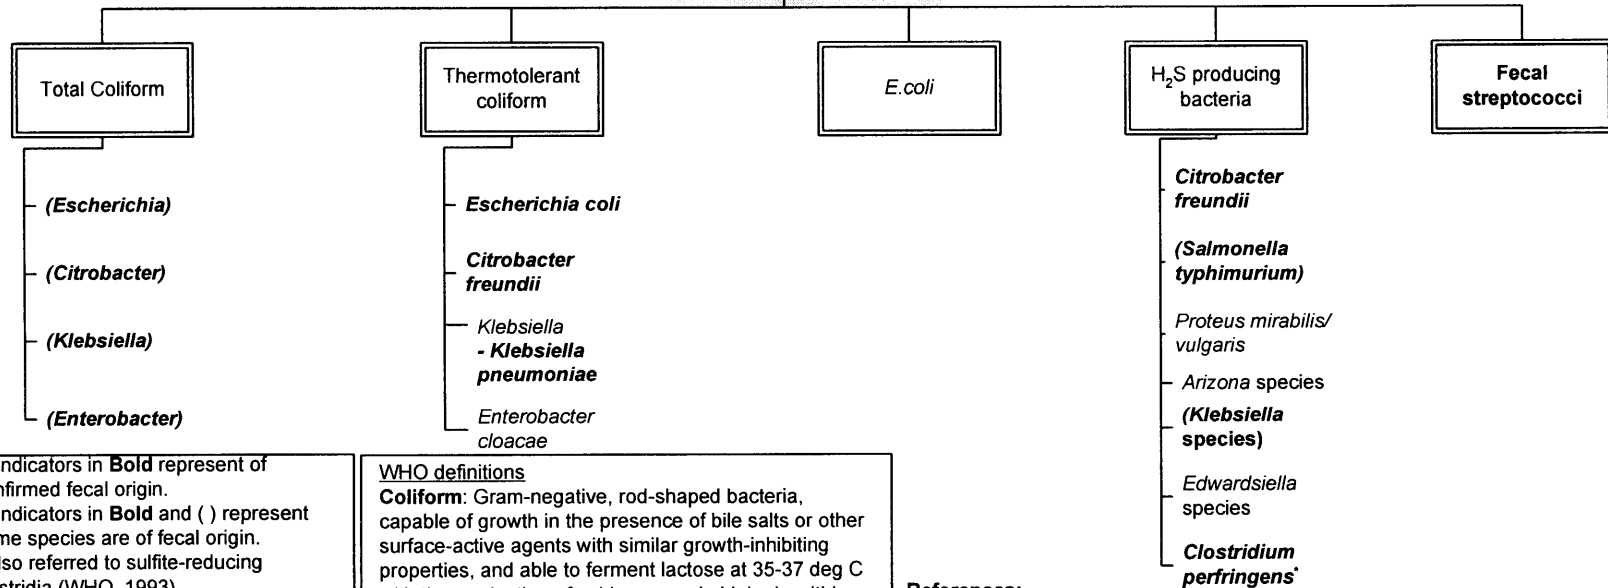 Total Coliform
Thermotolerant
coliform
E.coli
H2S producing
bacteria
Fecal
streptococci
(Escherichia)
(Citrobacter)
(Klebsiella)
(Enterobacter)
Escherichia coli
Citrobacter
freundii
Klebsiella
- Klebsiella
pneumoniae
Enterobacter
cloacae
Citrobacter
freundii
(Salmonella
typhimurium)
Proteus mirabilis/
vulgaris
Arizona species
(Klebsiella
species)
Edwardsiella
species
Clostridium
perfringens*
ndicators in Bold represent of
nfirmed fecal origin.
ndicators in Bold and ( ) represent
me species are of fecal origin.
lso referred to sulfite-reducing
stridia (WHO, 1993)
WHO definitions
Coliform: Gram-negative, rod-shaped bacteria,
capable of growth in the presence of bile salts or other
surface-active agents with similar growth-inhibiting
properties, and able to ferment lactose at 35-37 deg C
References: